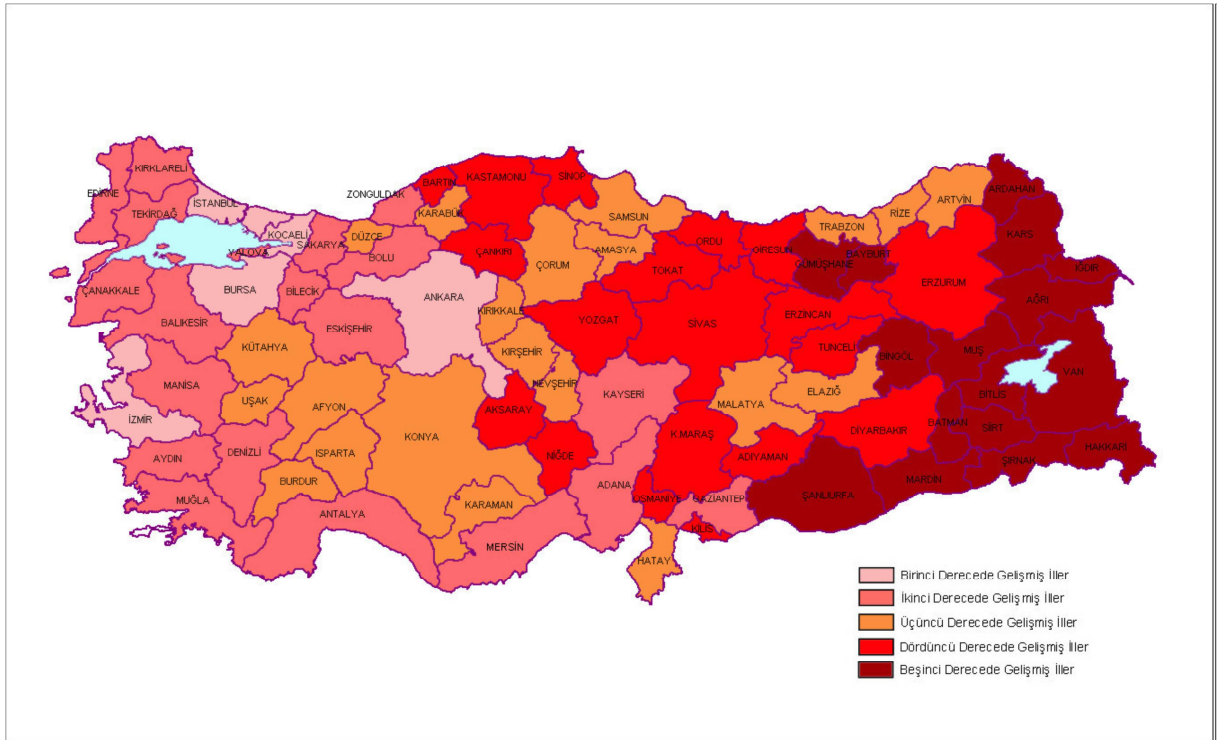 KIRKLARELİ
EDİRNE
TEKİRDAĞ
İSTANBUL
KOCAELİ
YALOVA
SAKARYA
DÜZCE
BOLU
ZONGULDAK
BARTIN
KARABÜK
KASTAMONU
SİNOP
ÇANKIRI
ÇORUM
SAMSUN
AMASYA
ORDU
TOKAT
GİRESUN
TRABZON
RİZE
ARTVİN
ARDAHAN
KARS
IĞDIR
AĞRI
GÜMÜŞHANE
BAYBURT
ERZURUM
ERZİNCAN
TUNCELİ
BİNGÖL
MUŞ
VAN
BİTLİS
SİİRT
BATMAN
HAKKARİ
ŞIRNAK
MARDİN
DİYARBAKIR
ELAZIĞ
MALATYA
ADIYAMAN
ŞANLIURFA
SİVAS
YOZGAT
KIRIKKALE
KIRŞEHİR
NEVŞEHİR
KAYSERİ
AKSARAY
NİĞDE
K.MARAŞ
OSMANİYE
GAZİANTEP
KİLİS
HATAY
ADANA
MERSİN
KARAMAN
KONYA
ANKARA
ESKİŞEHİR
BİLECİK
BURSA
ÇANAKKALE
BALIKESİR
KÜTAHYA
MANİSA
UŞAK
AFYON
İZMİR
AYDIN
DENİZLİ
ISPARTA
BURDUR
MUĞLA
ANTALYA
Birinci Derecede Gelişmiş İller
İkinci Derecede Gelişmiş İller
Üçüncü Derecede Gelişmiş İller
Dördüncü Derecede Gelişmiş İller
Beşinci Derecede Gelişmiş İller